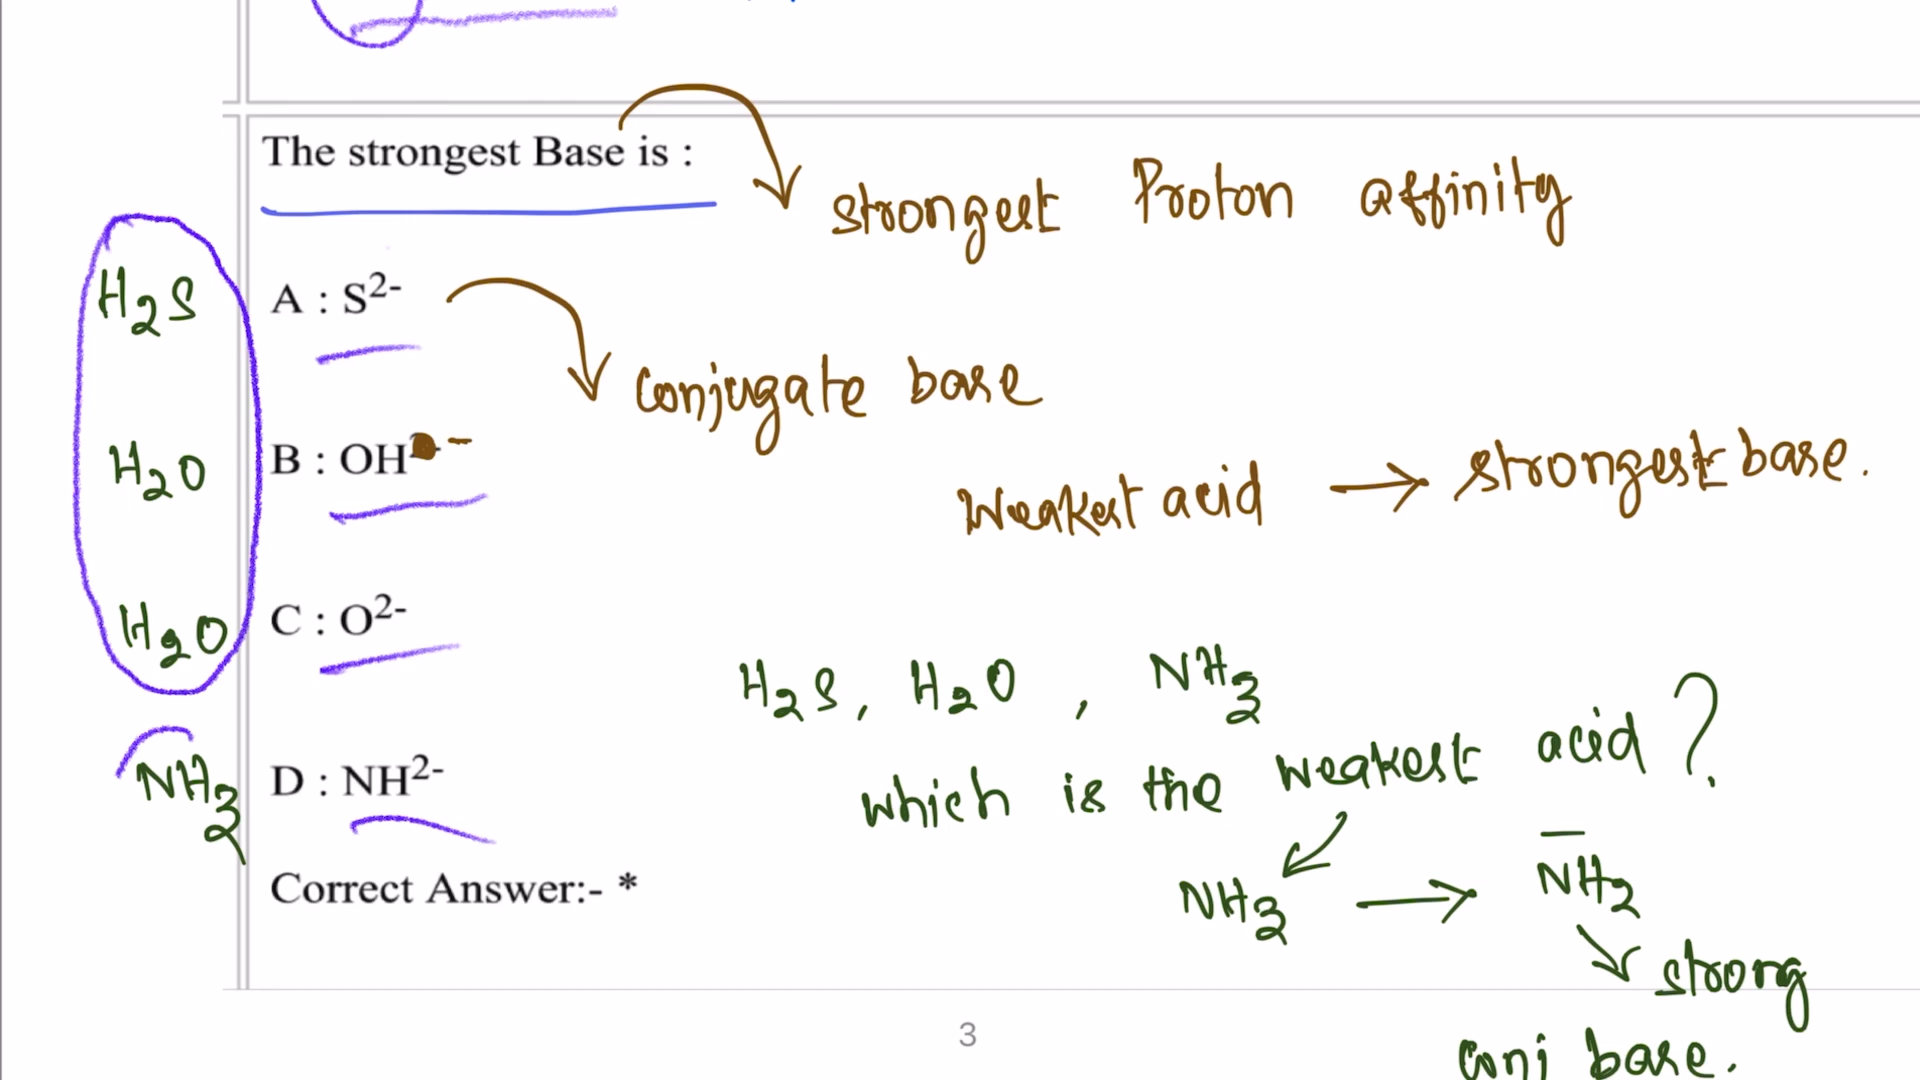 The strongest Base is :
strongest Proton affinity
H2S
A : S2-
conjugate base
H2O
B : OH -
Weakest acid → strongest base.
H2O
C : O2-
H2S, H2O , NH3
which is the weakest acid ?
NH3
D : NH2-
NH3 → NH2
Correct Answer:- *
strong
conj base.
3